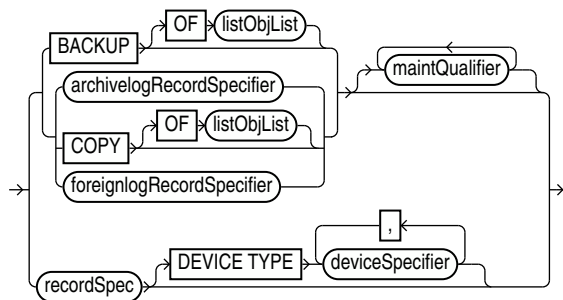 OF listObjList
BACKUP
maintQualifier
archivelogRecordSpecifier
OF listObjList
COPY
foreignlogRecordSpecifier
,
DEVICE TYPE deviceSpecifier
recordSpec